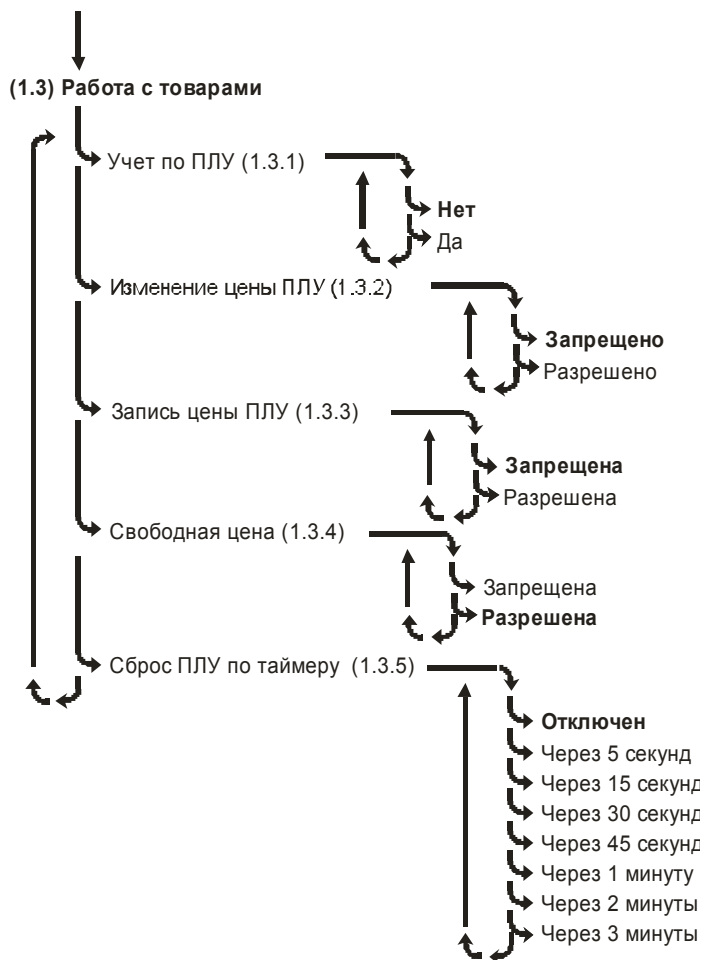 (1.3) Работа с товарами
Учет по ПЛУ (1.3.1)
Нет
Да
Изменение цены ПЛУ (1.3.2)
Запрещено
Разрешено
Запись цены ПЛУ (1.3.3)
Запрещена
Разрешена
Свободная цена (1.3.4)
Запрещена
Разрешена
Сброс ПЛУ по таймеру (1.3.5)
Отключен
Через 5 секунд
Через 15 секунд
Через 30 секунд
Через 45 секунд
Через 1 минуту
Через 2 минуты
Через 3 минуты